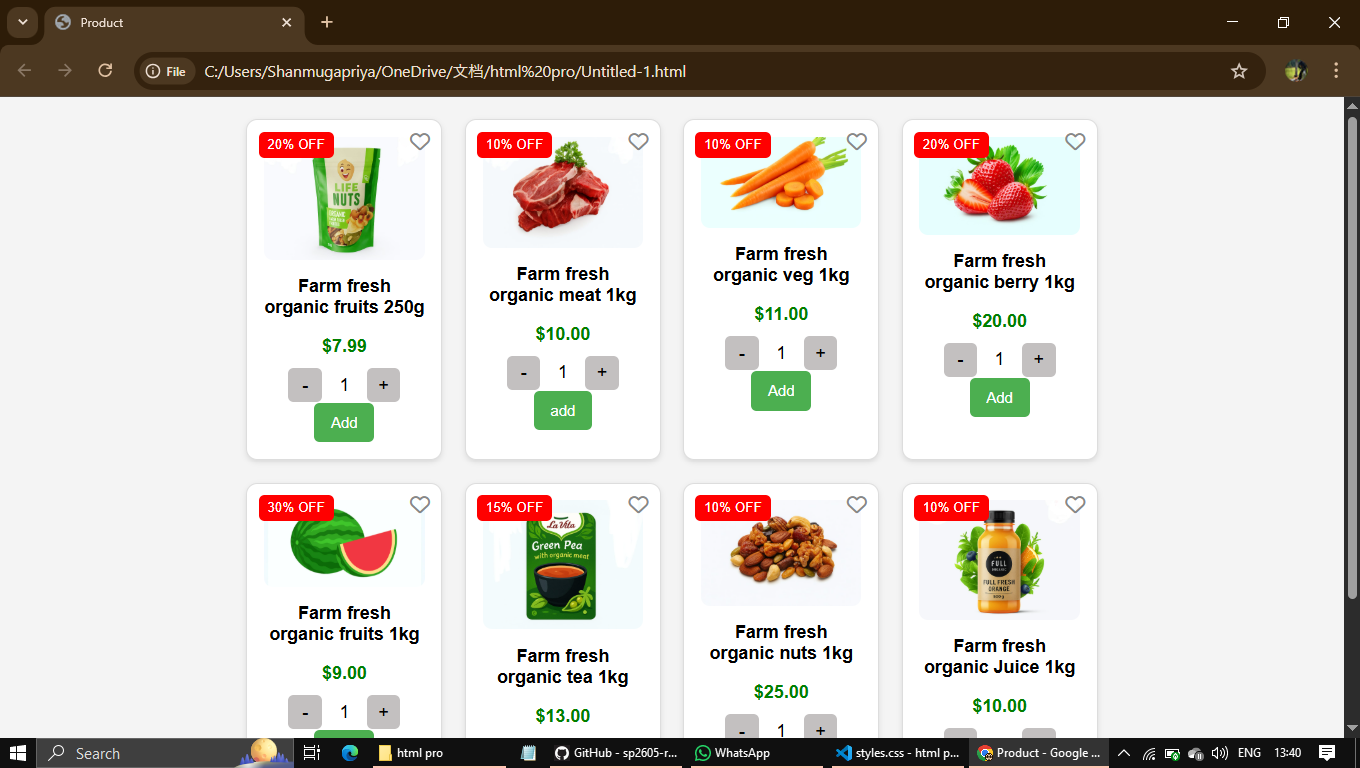 Product
File
C:/Users/Shanmugapriya/OneDrive/文档/html%20pro/Untitled-1.html
20% OFF
10% OFF
10% OFF
20% OFF
LIFE
NUTS
ORGANIC
Farm fresh
organic fruits 250g
$7.99
- 1 +
Add
Farm fresh
organic meat 1kg
$10.00
- 1 +
add
Farm fresh
organic veg 1kg
$11.00
- 1 +
Add
Farm fresh
organic berry 1kg
$20.00
- 1 +
Add
30% OFF
15% OFF
10% OFF
10% OFF
Farm fresh
organic fruits 1kg
$9.00
- 1 +
La Vita
Green Pea
with organic meat
Farm fresh
organic tea 1kg
$13.00
Farm fresh
organic nuts 1kg
$25.00
- 1 +
FULL
FULL FRESH
ORANGE
Farm fresh
organic Juice 1kg
$10.00
Search
html pro
GitHub - sp2605-r...
WhatsApp
styles.css - html p...
Product - Google ...
ENG
13:40